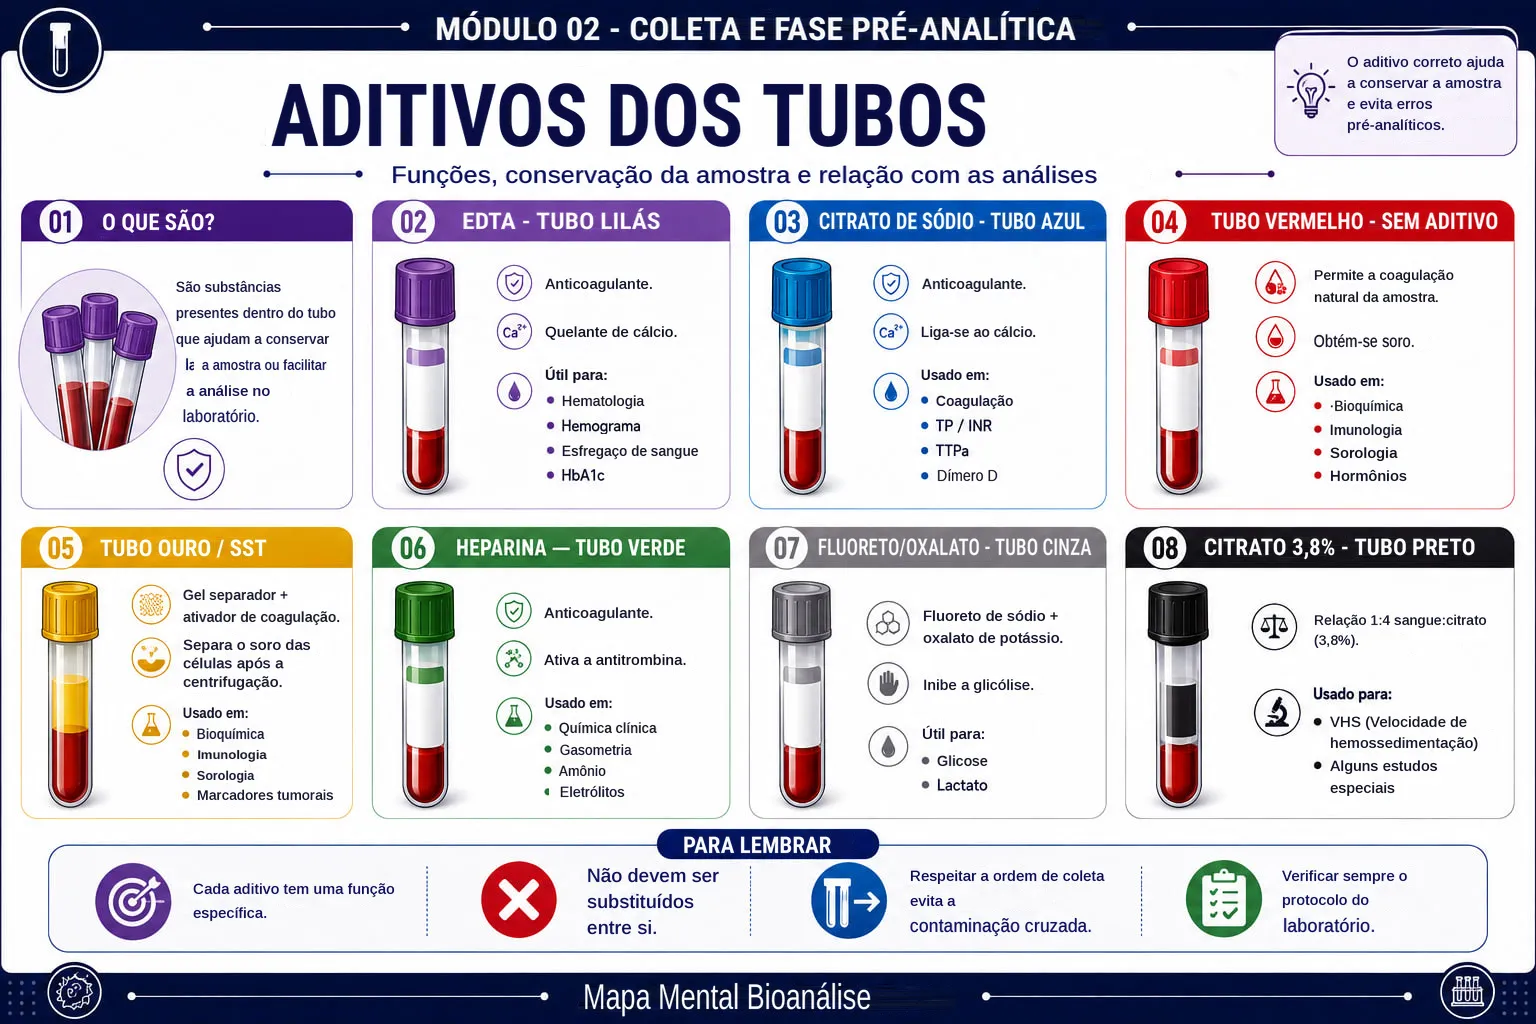 MÓDULO 02 - COLETA E FASE PRÉ-ANALÍTICA
O aditivo correto ajuda
a conservar a amostra
e evita erros
pré-analíticos.
ADITIVOS DOS TUBOS
Funções, conservação da amostra e relação com as análises
01 O QUE SÃO?
São substâncias
presentes dentro do tubo
que ajudam a conservar
la a amostra ou facilitar
a análise no
laboratório.
02 EDTA - TUBO LILÁS
Anticoagulante.
Ca²⁺
Quelante de cálcio.
Útil para:
• Hematologia
• Hemograma
• Esfregaço de sangue
• HbA1c
03 CITRATO DE SÓDIO - TUBO AZUL
Anticoagulante.
Ca²⁺
Liga-se ao cálcio.
Usado em:
• Coagulação
• TP / INR
• TTPa
• Dímero D
04 TUBO VERMELHO - SEM ADITIVO
Permite a coagulação
natural da amostra.
Obtém-se soro.
Usado em:
• ·Bioquímica
• Imunologia
• Sorologia
• Hormônios
05 TUBO OURO / SST
Gel separador +
ativador de coagulação.
Separa o soro das
células após a
centrifugação.
Usado em:
• Bioquímica
• Imunologia
• Sorologia
• Marcadores tumorais
06 HEPARINA — TUBO VERDE
Anticoagulante.
Ativa a antitrombina.
Usado em:
• Química clínica
• Gasometria
• Amônio
• Eletrólitos
07 FLUORETO/OXALATO - TUBO CINZA
Fluoreto de sódio +
oxalato de potássio.
Inibe a glicólise.
Útil para:
• Glicose
• Lactato
08 CITRATO 3,8% - TUBO PRETO
Relação 1:4 sangue:citrato
(3,8%).
Usado para:
• VHS (Velocidade de
hemossedimentação)
• Alguns estudos
especiais
PARA LEMBRAR
Cada aditivo tem uma função
específica.
Não devem ser
substituídos
entre si.
Respeitar a ordem de coleta
evita a
contaminação cruzada.
Verificar sempre o
protocolo do
laboratório.
Mapa Mental Bioanálise